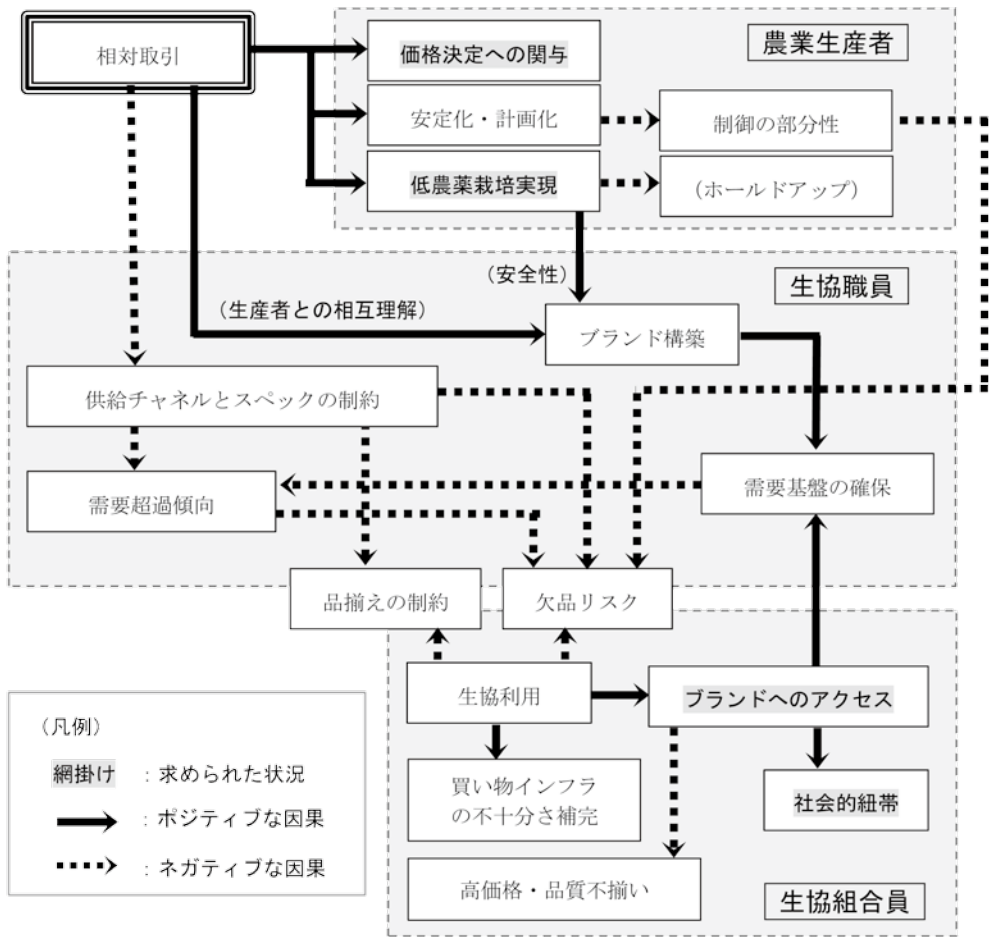 相対取引
農業生産者
価格決定への関与
安定化・計画化
制御の部分性
低農薬栽培実現
（ホールドアップ）
生協職員
（安全性）
（生産者との相互理解）
ブランド構築
供給チャネルとスペックの制約
需要超過傾向
需要基盤の確保
品揃えの制約
欠品リスク
生協利用
ブランドへのアクセス
買い物インフラ
の不十分さ補完
社会的紐帯
高価格・品質不揃い
生協組合員
（凡例）
網掛け ：求められた状況
：ポジティブな因果
：ネガティブな因果